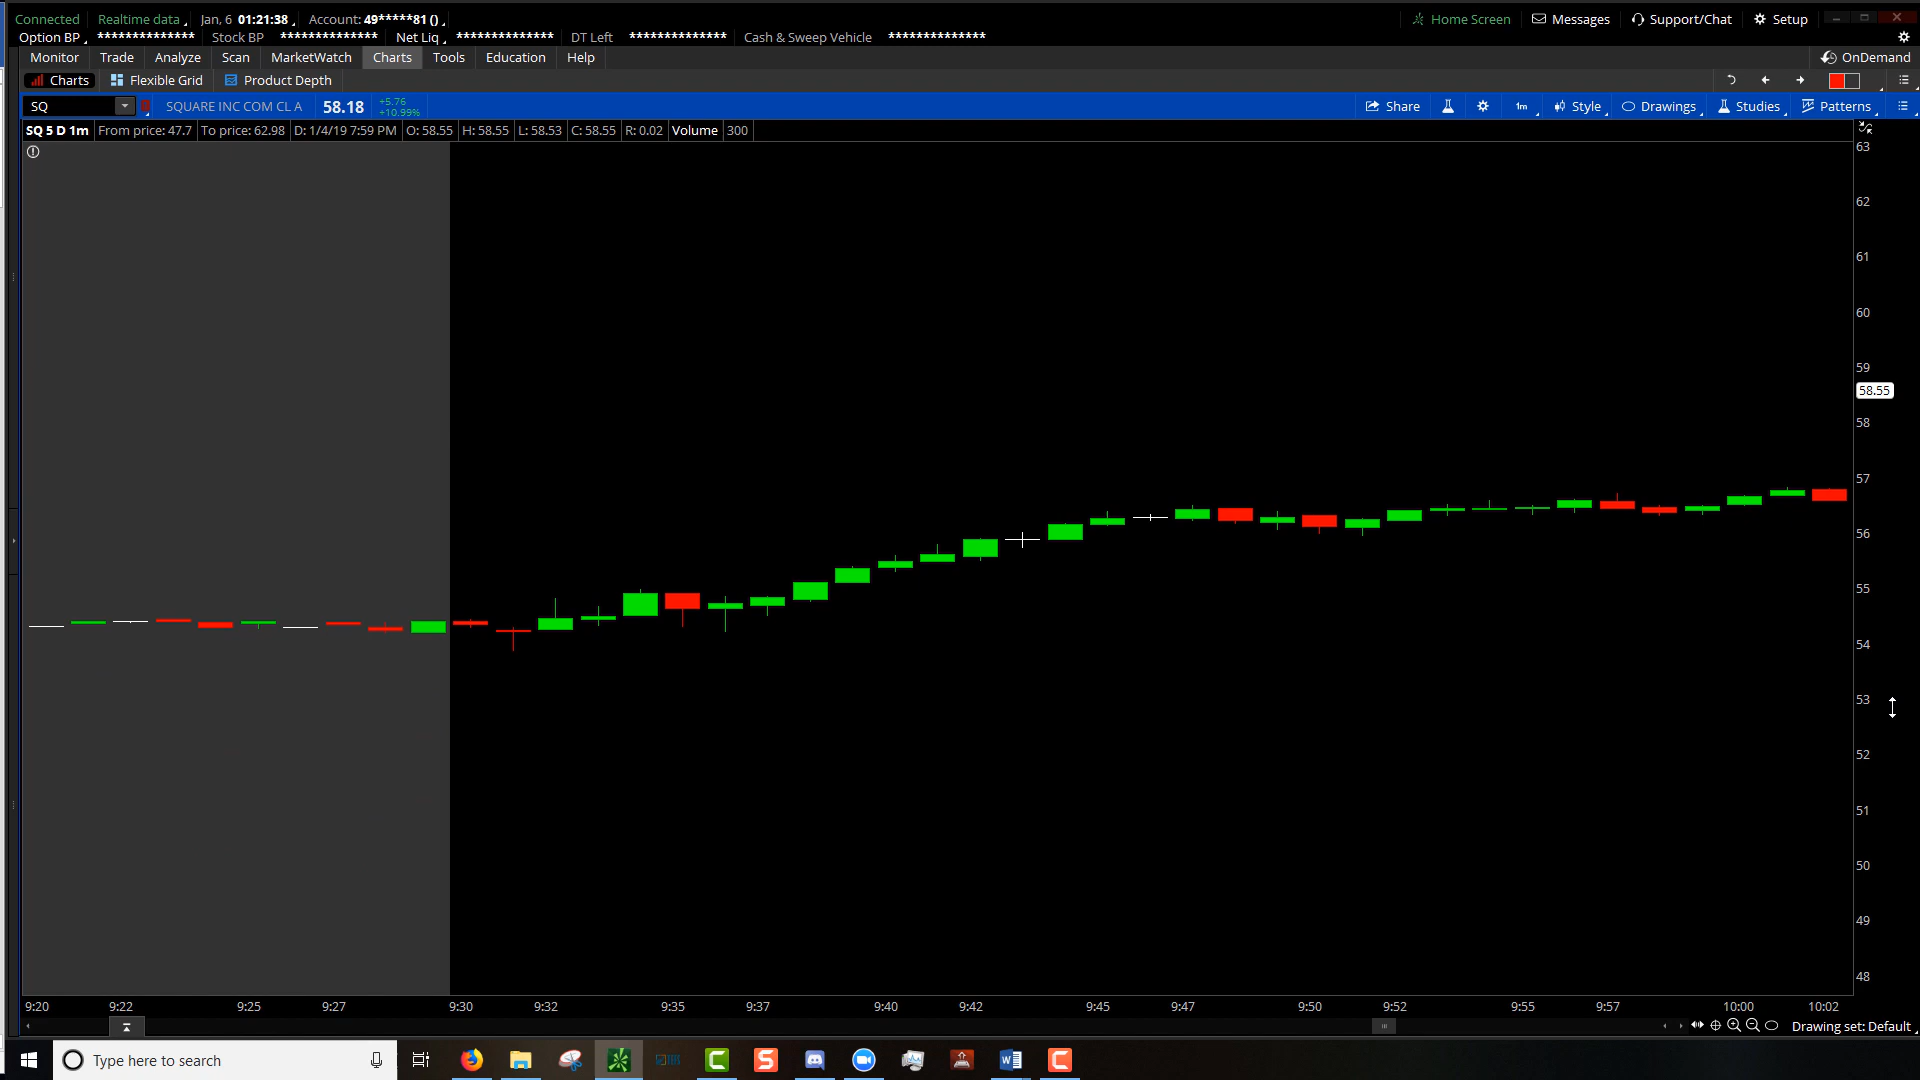 Connected Realtime data Jan, 6 01:21:38 Account: 49*****81 () Home Screen Messages Support/Chat Setup
Option BP ************** Stock BP ************** Net Liq ************** DT Left ************** Cash & Sweep Vehicle **************
Monitor Trade Analyze Scan MarketWatch Charts Tools Education Help OnDemand
Charts Flexible Grid Product Depth
SQ SQUARE INC COM CL A 58.18 +5.76 +10.99% Share 1m Style Drawings Studies Patterns
SQ 5 D 1m From price: 47.7 To price: 62.98 D: 1/4/19 7:59 PM O: 58.55 H: 58.55 L: 58.53 C: 58.55 R: 0.02 Volume 300
63
62
61
60
59
58.55
58
57
56
55
54
53
52
51
50
49
48
9:20 9:22 9:25 9:27 9:30 9:32 9:35 9:37 9:40 9:42 9:45 9:47 9:50 9:52 9:55 9:57 10:00 10:02
Drawing set: Default
Type here to search